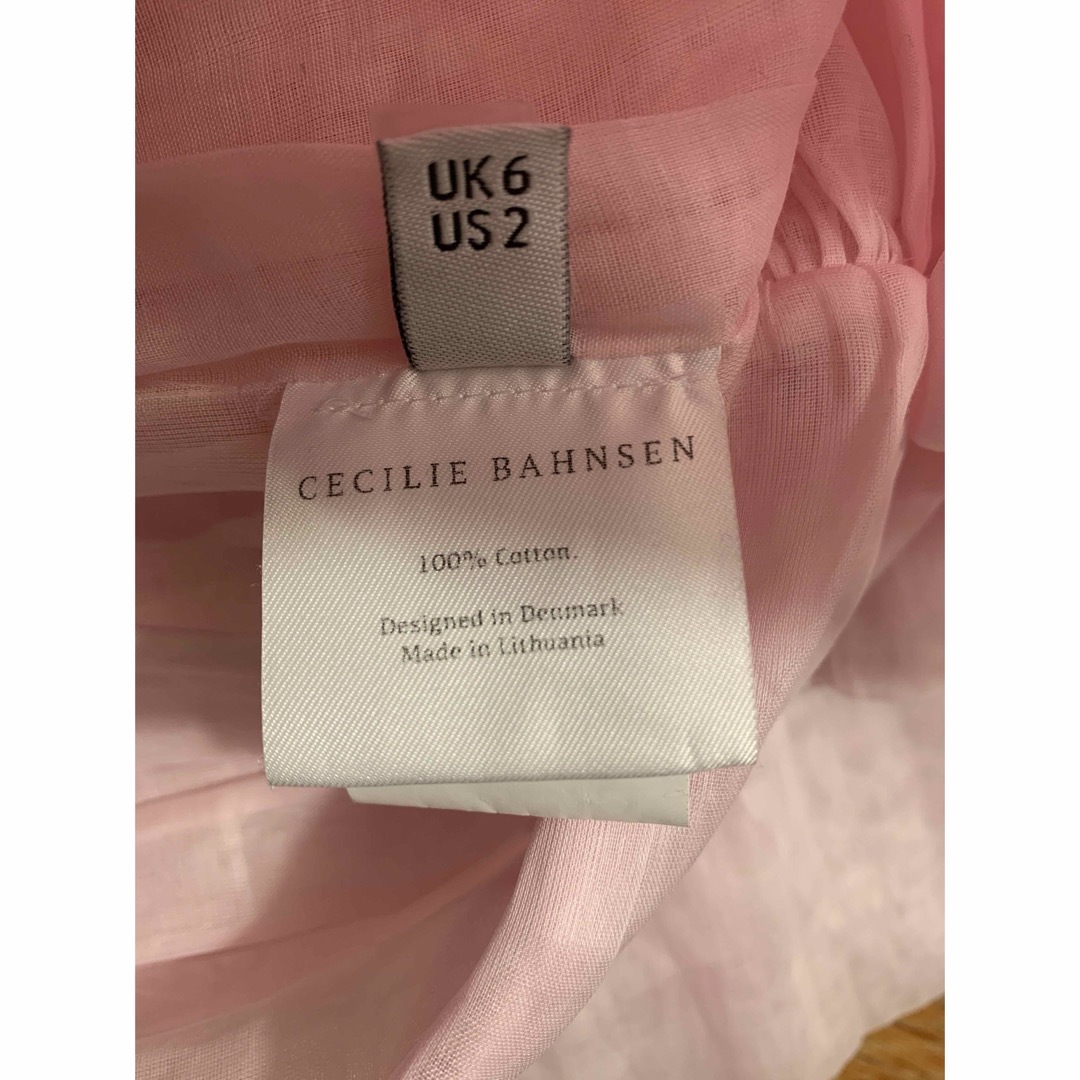 UK 6
US 2
CECILIE BAHNSEN
100% Cotton.
Designed in Denmark
Made in Lithuania